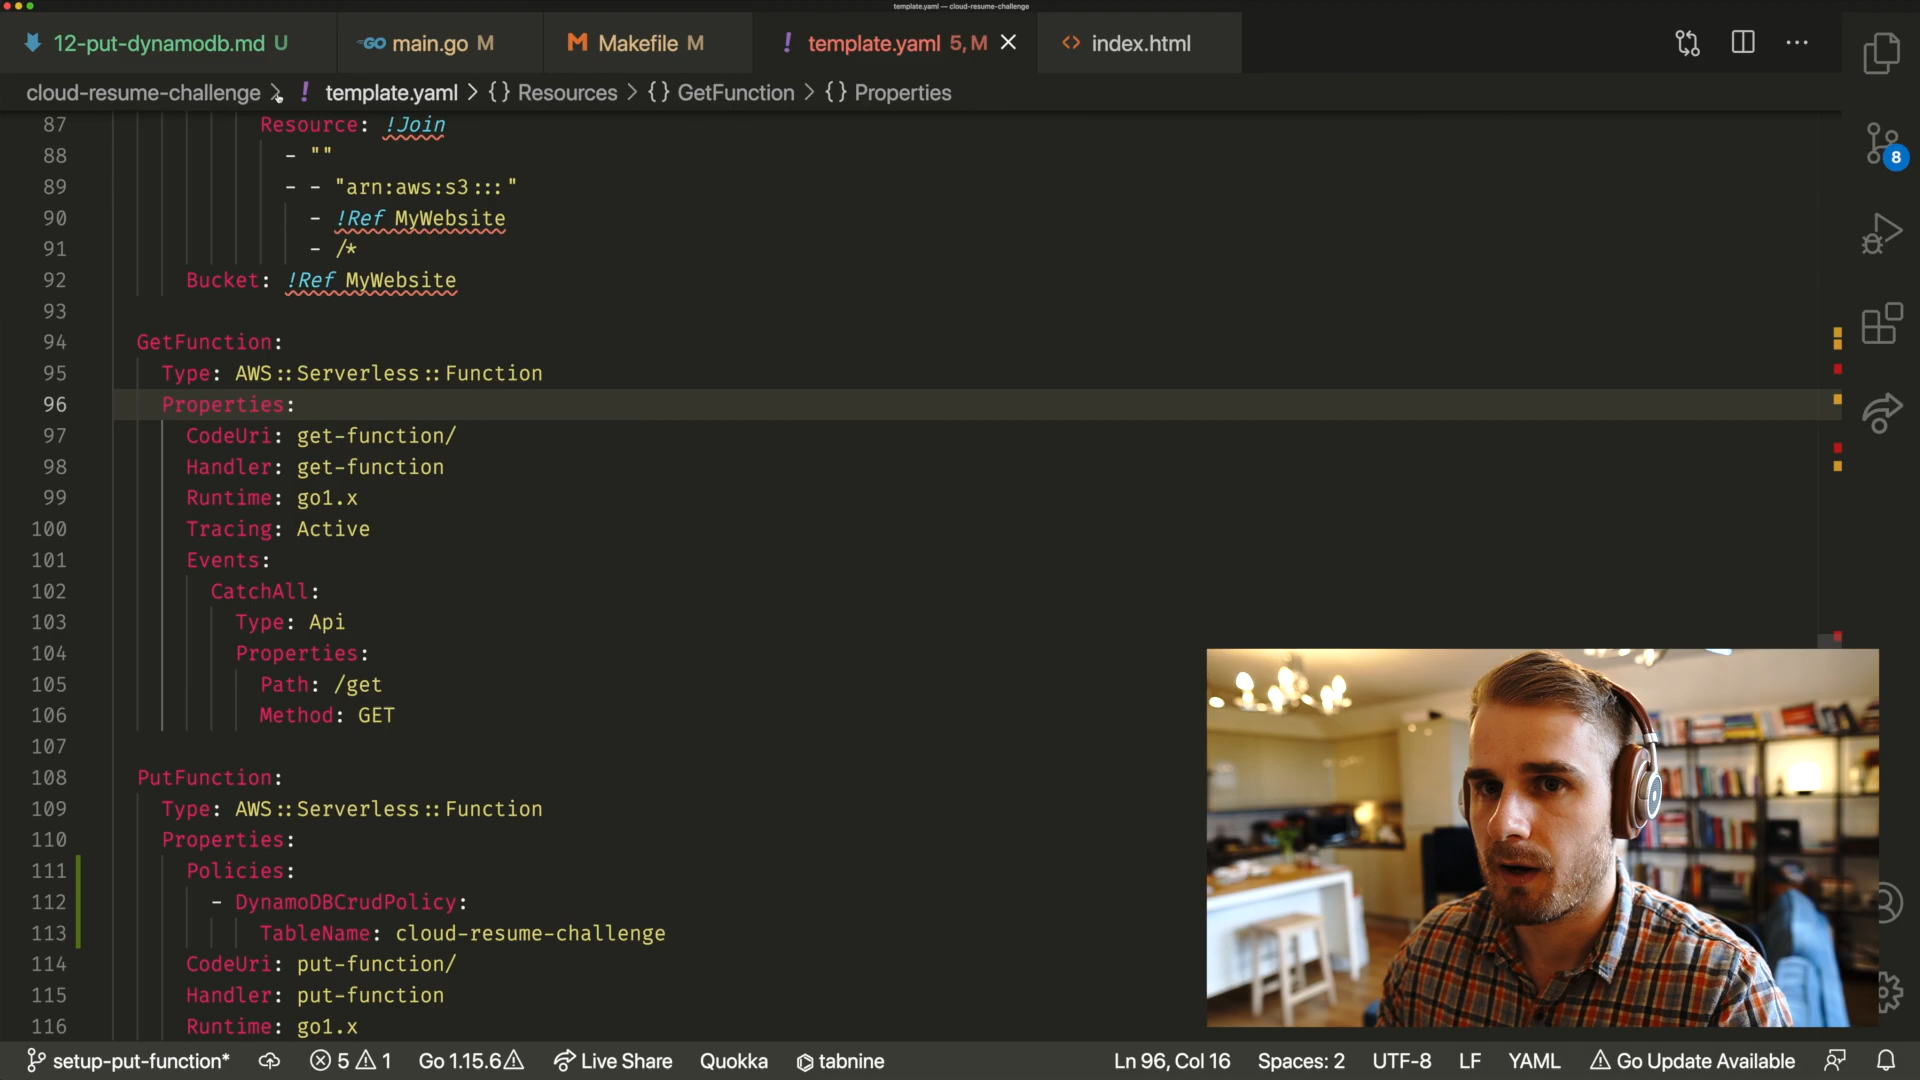 template.yaml — cloud-resume-challenge
12-put-dynamodb.md U
GO main.go M
M Makefile M
! template.yaml 5, M
<> index.html
cloud-resume-challenge > ! template.yaml > {} Resources > {} GetFunction > {} Properties
87 Resource: !Join
88 - ""
89 - - "arn:aws:s3:::"
90 - !Ref MyWebsite
91 - /*
92 Bucket: !Ref MyWebsite
93
94 GetFunction:
95 Type: AWS::Serverless::Function
96 Properties:
97 CodeUri: get-function/
98 Handler: get-function
99 Runtime: go1.x
100 Tracing: Active
101 Events:
102 CatchAll:
103 Type: Api
104 Properties:
105 Path: /get
106 Method: GET
107
108 PutFunction:
109 Type: AWS::Serverless::Function
110 Properties:
111 Policies:
112 - DynamoDBCrudPolicy:
113 TableName: cloud-resume-challenge
114 CodeUri: put-function/
115 Handler: put-function
116 Runtime: go1.x
8
setup-put-function* 5 1 Go 1.15.6 Live Share Quokka tabnine Ln 96, Col 16 Spaces: 2 UTF-8 LF YAML Go Update Available